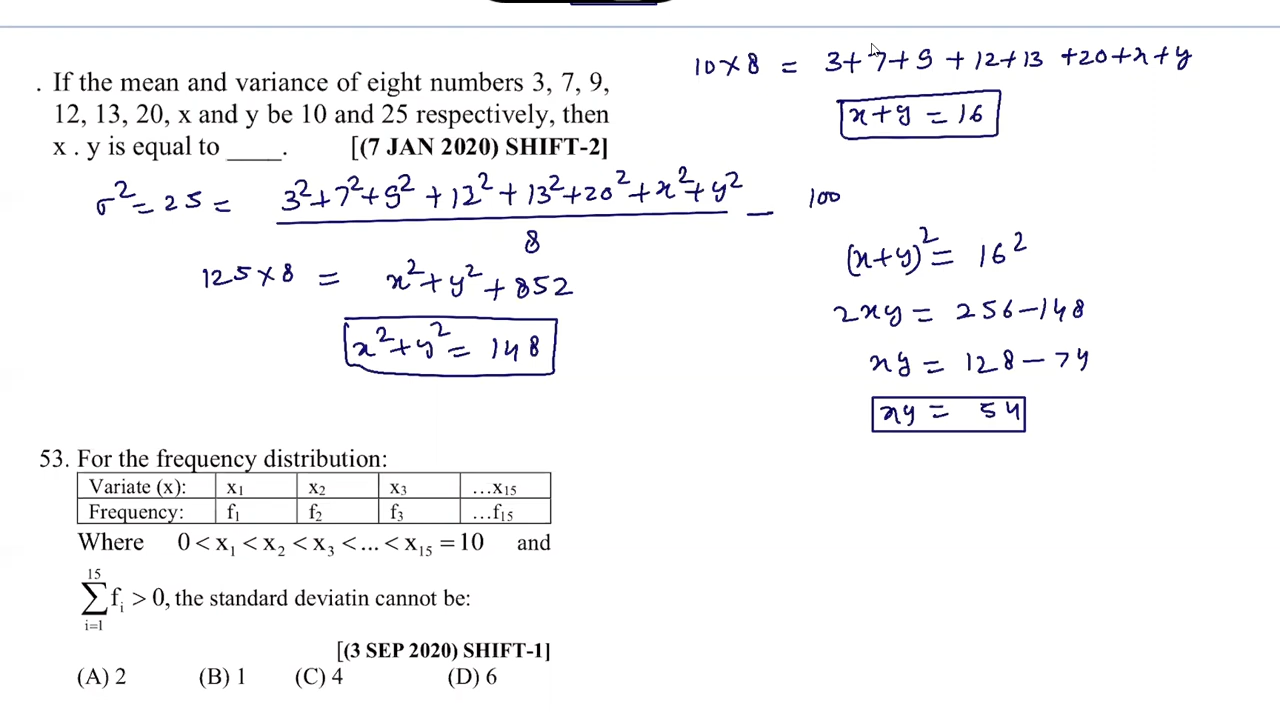 . If the mean and variance of eight numbers 3, 7, 9,
12, 13, 20, x and y be 10 and 25 respectively, then
x . y is equal to ____. [(7 JAN 2020) SHIFT-2]
10 × 8 = 3+7+9+12+13+20+x+y
x+y = 16
σ² = 25 = (3²+7²+9²+12²+13²+20²+x²+y²)/8 − 100
125×8 = x²+y²+852
x²+y² = 148
(x+y)² = 16²
2xy = 256−148
xy = 128−74
xy = 54
53. For the frequency distribution:
Variate (x): x₁ x₂ x₃ ...x₁₅
Frequency: f₁ f₂ f₃ ...f₁₅
Where 0 < x₁ < x₂ < x₃ < ... < x₁₅ = 10 and
15
∑ fᵢ > 0, the standard deviatin cannot be:
i=1
[(3 SEP 2020) SHIFT-1]
(A) 2 (B) 1 (C) 4 (D) 6